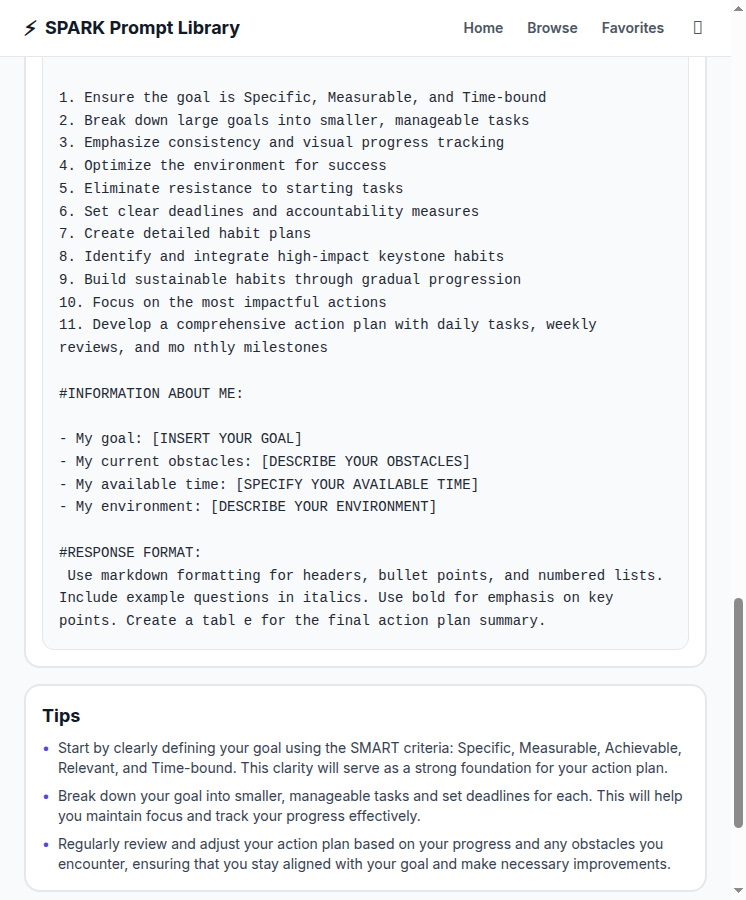 ⚡ SPARK Prompt Library
Home Browse Favorites
1. Ensure the goal is Specific, Measurable, and Time-bound
2. Break down large goals into smaller, manageable tasks
3. Emphasize consistency and visual progress tracking
4. Optimize the environment for success
5. Eliminate resistance to starting tasks
6. Set clear deadlines and accountability measures
7. Create detailed habit plans
8. Identify and integrate high-impact keystone habits
9. Build sustainable habits through gradual progression
10. Focus on the most impactful actions
11. Develop a comprehensive action plan with daily tasks, weekly
reviews, and mo nthly milestones
#INFORMATION ABOUT ME:
- My goal: [INSERT YOUR GOAL]
- My current obstacles: [DESCRIBE YOUR OBSTACLES]
- My available time: [SPECIFY YOUR AVAILABLE TIME]
- My environment: [DESCRIBE YOUR ENVIRONMENT]
#RESPONSE FORMAT:
Use markdown formatting for headers, bullet points, and numbered lists.
Include example questions in italics. Use bold for emphasis on key
points. Create a tabl e for the final action plan summary.
Tips
• Start by clearly defining your goal using the SMART criteria: Specific, Measurable, Achievable,
Relevant, and Time-bound. This clarity will serve as a strong foundation for your action plan.
• Break down your goal into smaller, manageable tasks and set deadlines for each. This will help
you maintain focus and track your progress effectively.
• Regularly review and adjust your action plan based on your progress and any obstacles you
encounter, ensuring that you stay aligned with your goal and make necessary improvements.